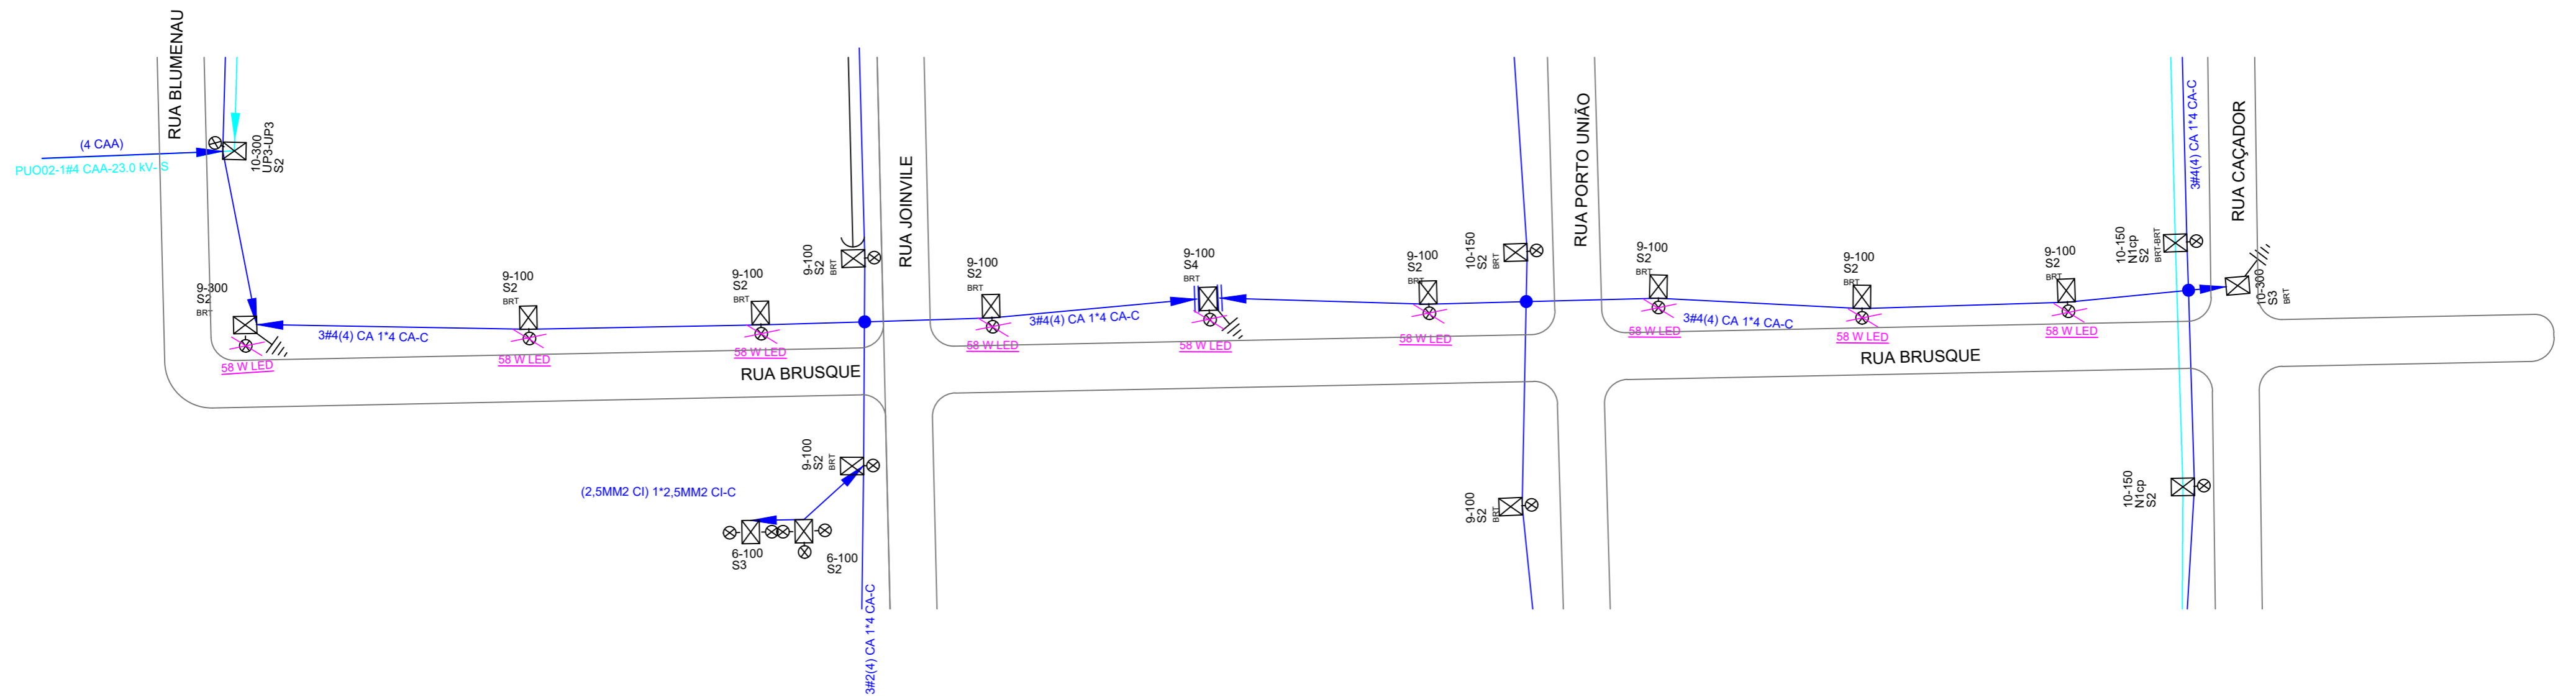 RUA BLUMENAU
(4 CAA)
PUO02-1#4 CAA-23.0 kV- S
10-300
UP3-UP3
S2
9-300
S2
BRT
58 W LED
3#4(4) CA 1*4 CA-C
9-100
S2
BRT
58 W LED
9-100
S2
BRT
58 W LED
RUA BRUSQUE
9-100
S2
BRT
RUA JOINVILE
9-100
S2
BRT
58 W LED
3#4(4) CA 1*4 CA-C
9-100
S4
BRT
58 W LED
9-100
S2
BRT
58 W LED
10-150
S2
BRT
RUA PORTO UNIÃO
9-100
S2
BRT
58 W LED
3#4(4) CA 1*4 CA-C
9-100
S2
BRT
58 W LED
RUA BRUSQUE
9-100
S2
BRT
58 W LED
10-150
N1cp
S2
BRT-BRT
3#4(4) CA 1*4 CA-C
RUA CAÇADOR
10-300
S3
BRT
9-100
S2
BRT
(2,5MM2 CI) 1*2,5MM2 CI-C
6-100
S3
6-100
S2
3#2(4) CA 1*4 CA-C
9-100
S2
BRT
10-150
N1cp
S2